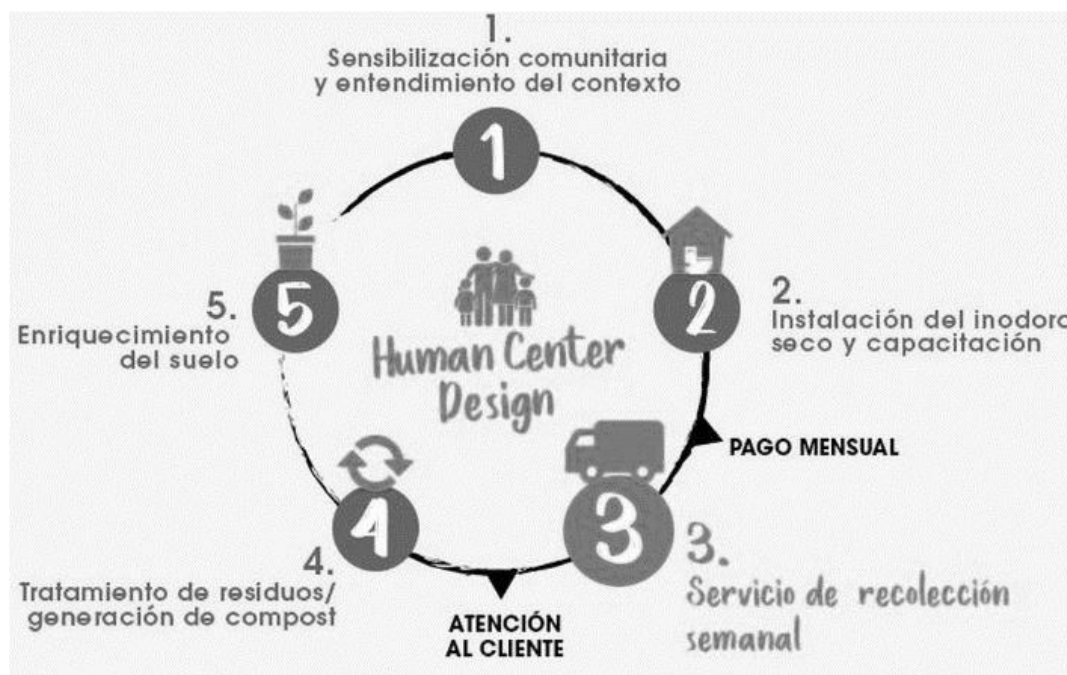 1.
Sensibilización comunitaria
y entendimiento del contexto
1
2
2.
Instalación del inodoro
seco y capacitación
PAGO MENSUAL
3
3.
Servicio de recolección
semanal
ATENCIÓN
AL CLIENTE
4
4.
Tratamiento de residuos/
generación de compost
5
5.
Enriquecimiento
del suelo
Human Center
Design